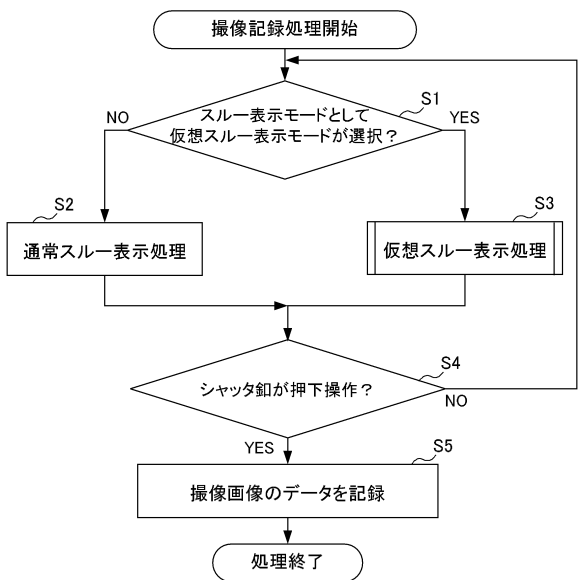 撮像記録処理開始
S1
スルー表示モードとして
仮想スルー表示モードが選択？
NO
YES
S2
通常スルー表示処理
S3
仮想スルー表示処理
S4
シャッタ釦が押下操作？
NO
YES
S5
撮像画像のデータを記録
処理終了